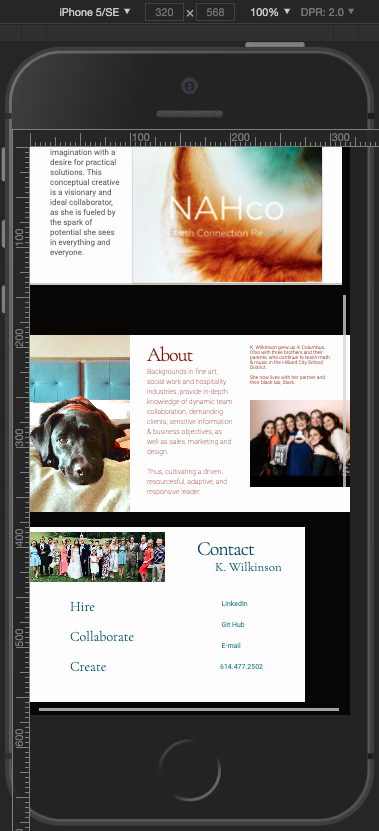 iPhone 5/SE ▼ 320 × 568 100% ▼ DPR: 2.0 ▼
100 200 300
imagination with a
desire for practical
solutions. This
conceptual creative
is a visionary and
ideal collaborator,
as she is fueled by
the spark of
potential she sees
in everything and
everyone.
NAHco
Earth Connection
100
200
300
400
500
600
About
Backgrounds in fine art,
social work and hospitality
industries, provide in-depth
knowledge of dynamic team
collaboration, demanding
clients, sensitive information
& business objectives, as
well as sales, marketing and
design.
Thus, cultivating a driven,
resourcesful, adaptive, and
responsive leader.
K. Wilkinson grew up in Columbus,
Ohio with three brothers and their
parents, who continue to teach math
& music in the Hilliard City School
District.
She now lives with her partner and
their black lab, Stark.
Contact
K. Wilkinson
Hire
Collaborate
Create
LinkedIn
Git Hub
E-mail
614.477.2502